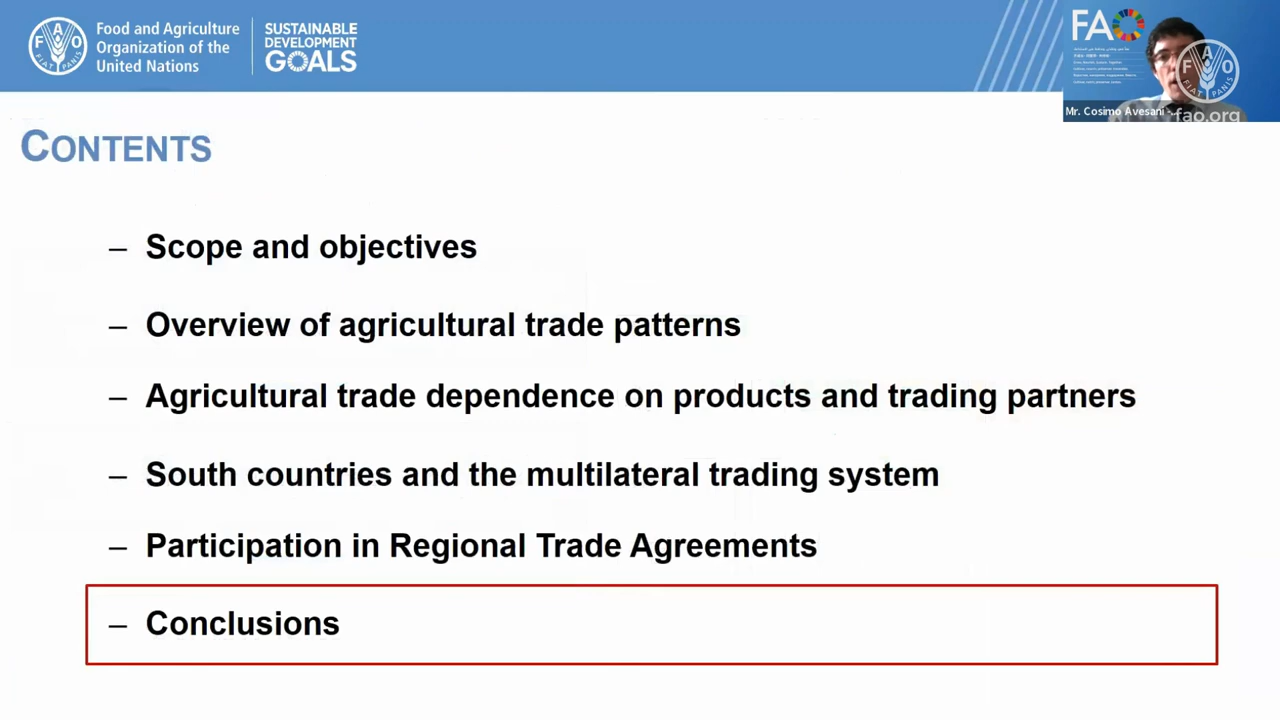 Food and Agriculture
Organization of the
United Nations
SUSTAINABLE
DEVELOPMENT
GOALS
FAO
FIAT PANIS
Mr. Cosimo Avesani -...
fao.org
CONTENTS
– Scope and objectives
– Overview of agricultural trade patterns
– Agricultural trade dependence on products and trading partners
– South countries and the multilateral trading system
– Participation in Regional Trade Agreements
– Conclusions